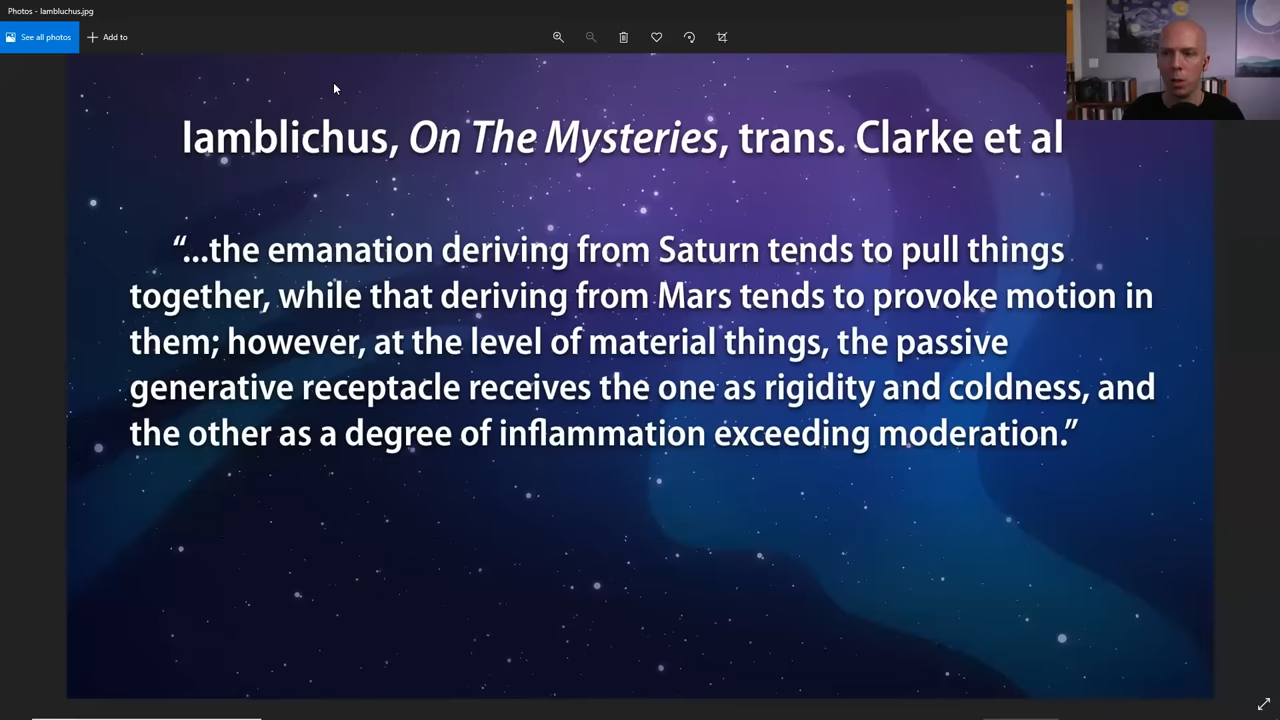 Photos - Iambluchus.jpg
See all photos
Add to
Iamblichus, On The Mysteries, trans. Clarke et al
“...the emanation deriving from Saturn tends to pull things
together, while that deriving from Mars tends to provoke motion in
them; however, at the level of material things, the passive
generative receptacle receives the one as rigidity and coldness, and
the other as a degree of inflammation exceeding moderation.”